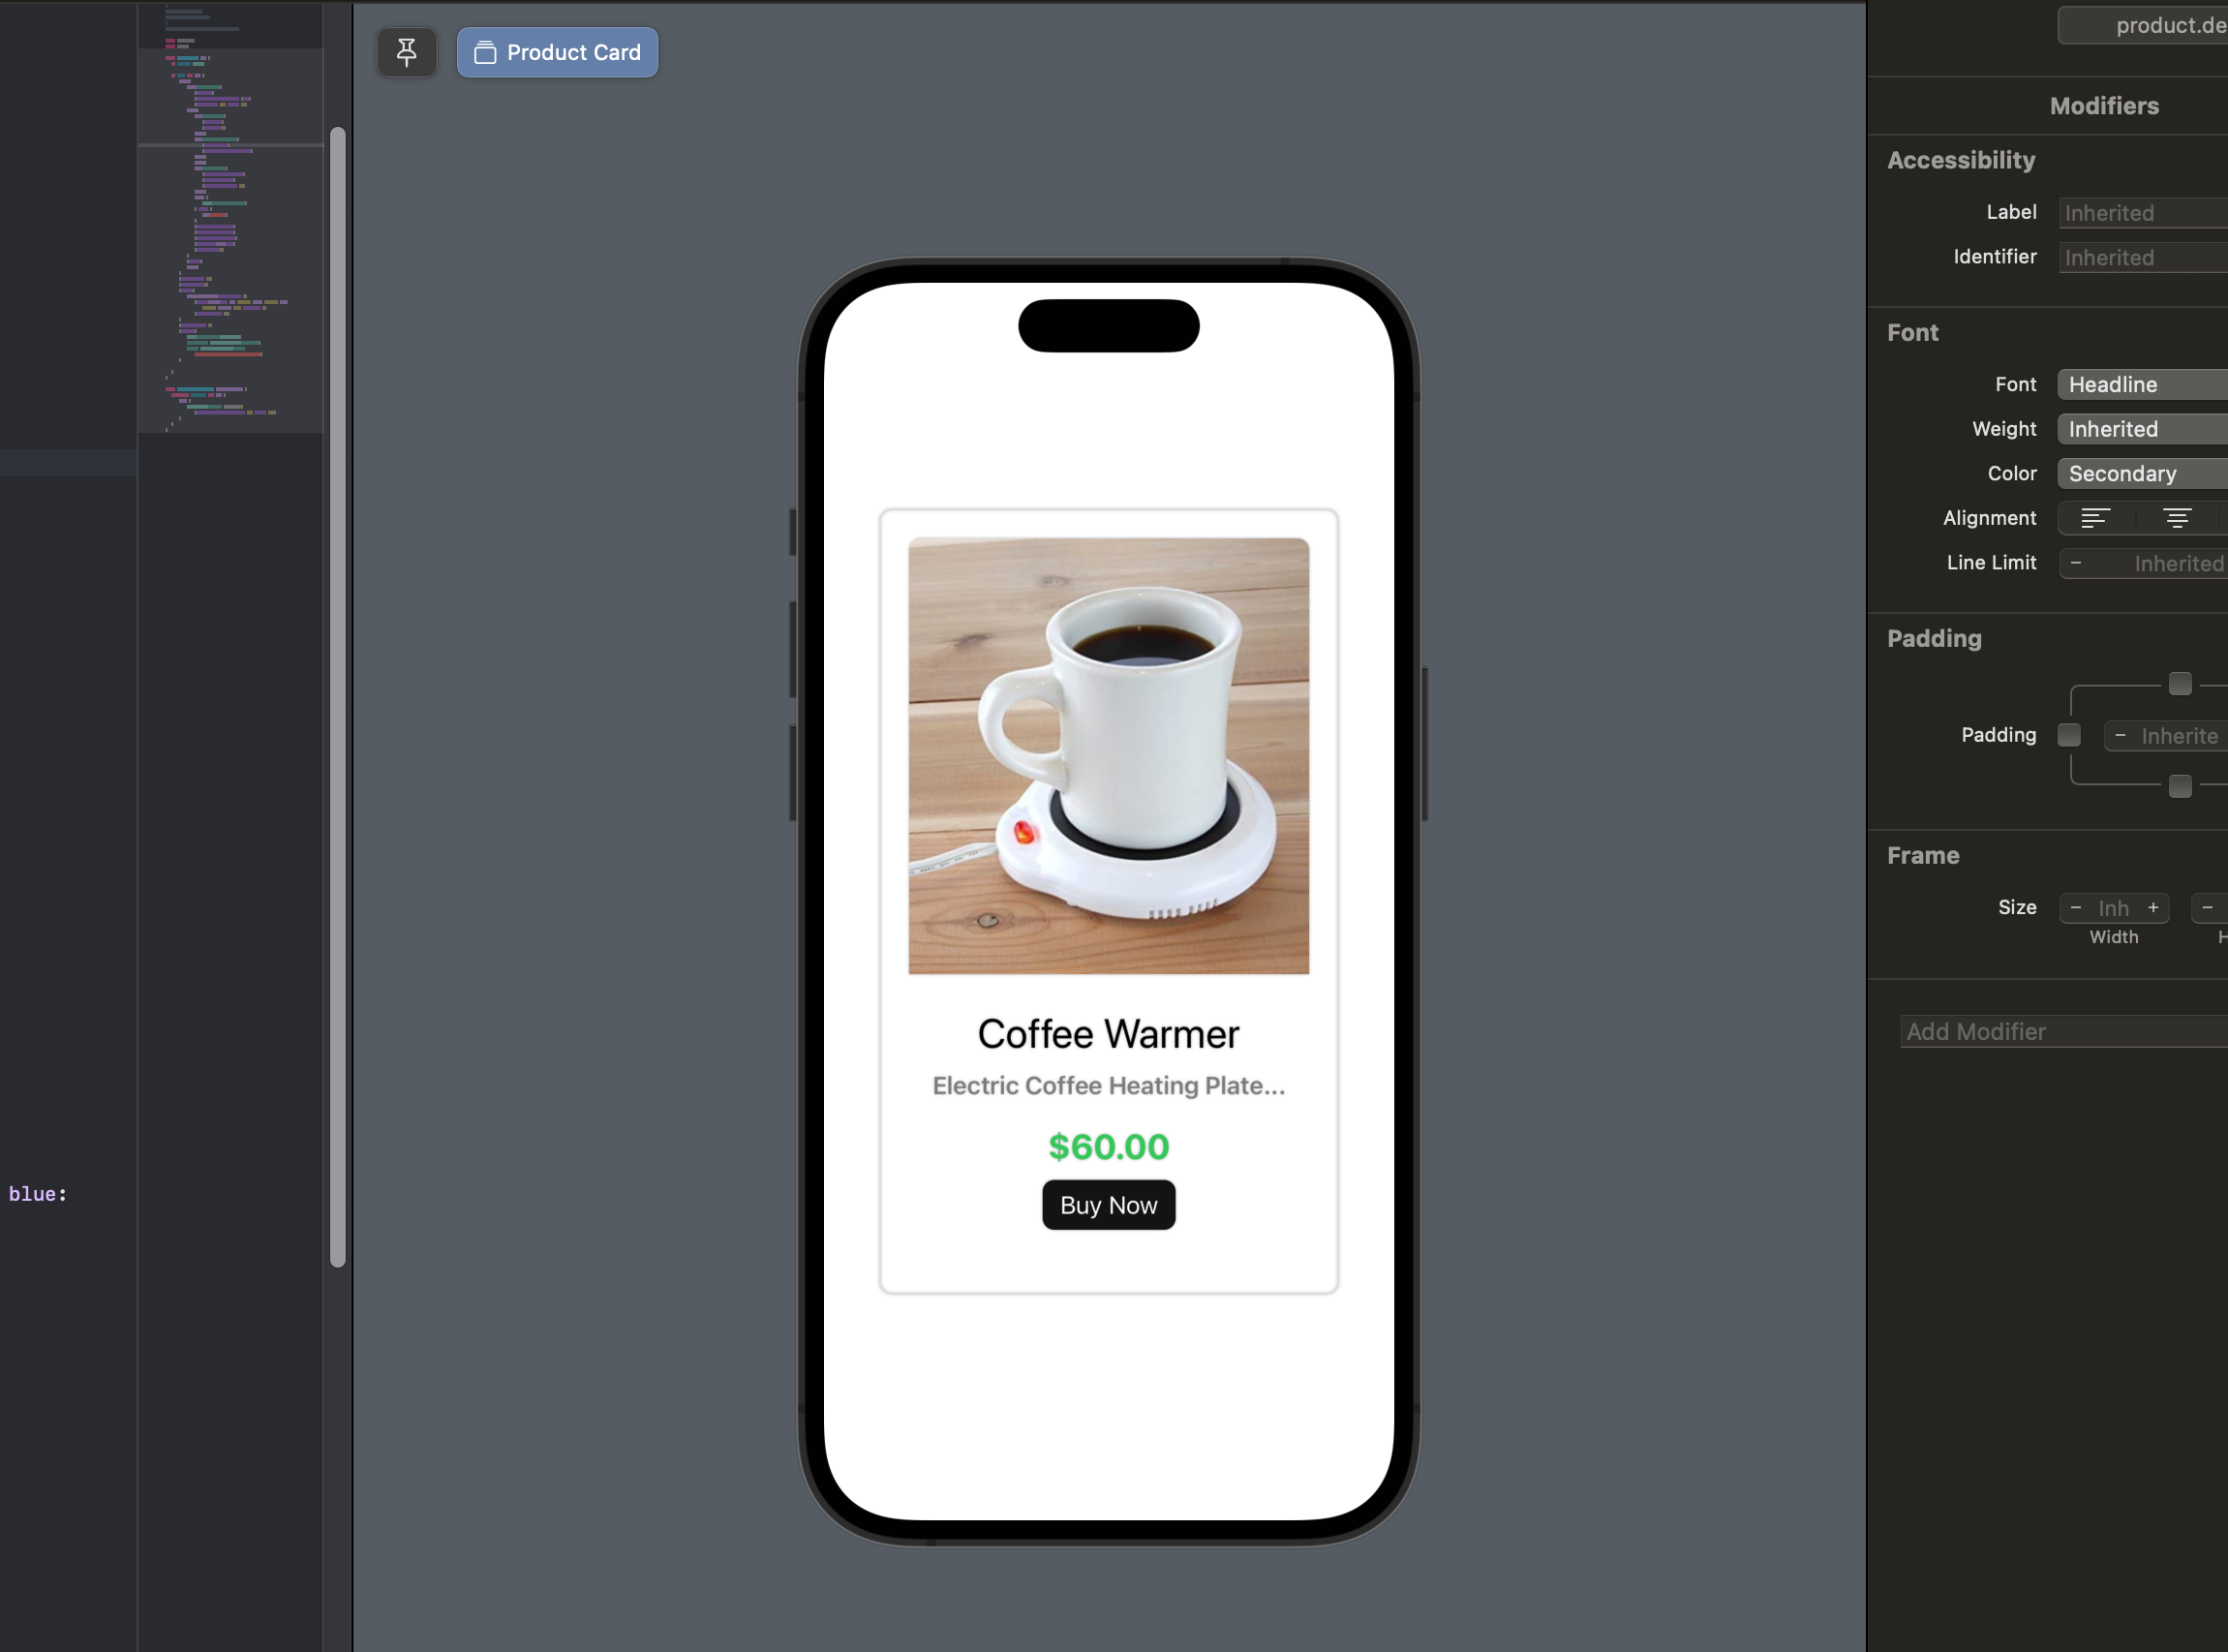 Product Card
product.de
Modifiers
Accessibility
Label Inherited
Identifier Inherited
Font
Font Headline
Weight Inherited
Color Secondary
Alignment
Line Limit − Inherited
Padding
Padding − Inherite
Frame
Size − Inh + −
Width H
Add Modifier
Coffee Warmer
Electric Coffee Heating Plate...
$60.00
Buy Now
blue: